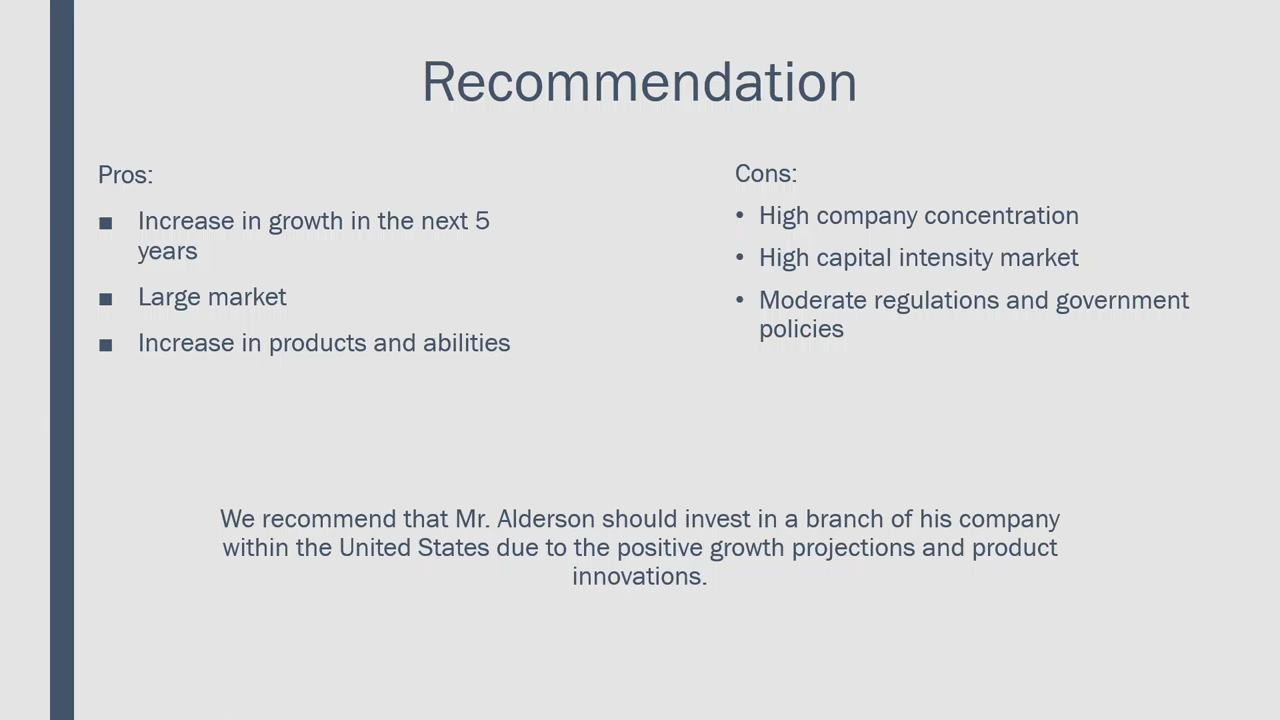 Recommendation
Pros:
■ Increase in growth in the next 5
years
■ Large market
■ Increase in products and abilities
Cons:
• High company concentration
• High capital intensity market
• Moderate regulations and government
policies
We recommend that Mr. Alderson should invest in a branch of his company
within the United States due to the positive growth projections and product
innovations.